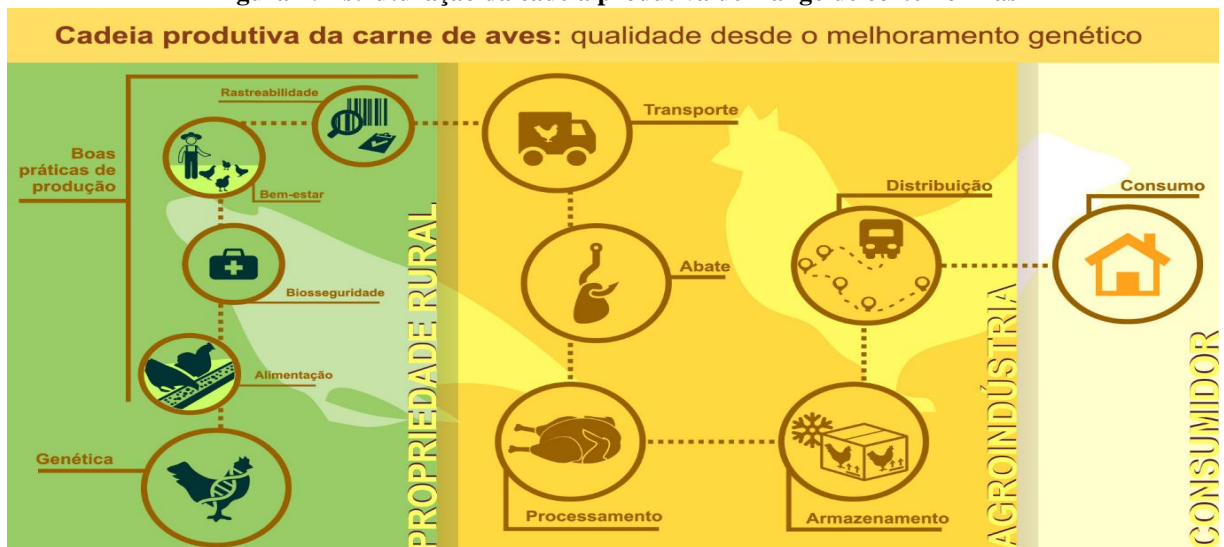 Cadeia produtiva da carne de aves: qualidade desde o melhoramento genético
Rastreabilidade
Boas
práticas de
produção
Bem-estar
Biosseguridade
Alimentação
Genética
PROPRIEDADE RURAL
Transporte
Abate
Processamento
Armazenamento
Distribuição
AGROINDÚSTRIA
Consumo
CONSUMIDOR